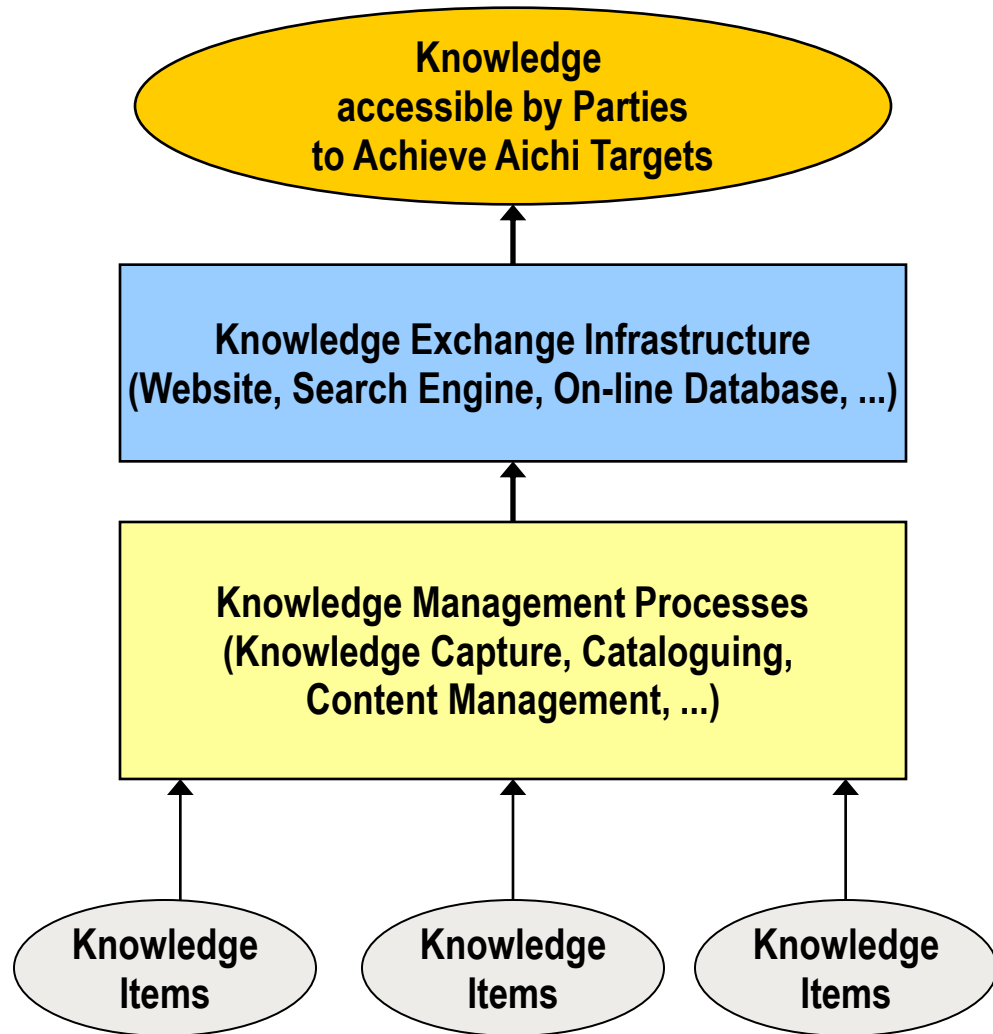 Knowledge
accessible by Parties
to Achieve Aichi Targets
Knowledge Exchange Infrastructure
(Website, Search Engine, On-line Database, ...)
Knowledge Management Processes
(Knowledge Capture, Cataloguing,
Content Management, ...)
Knowledge
Items
Knowledge
Items
Knowledge
Items